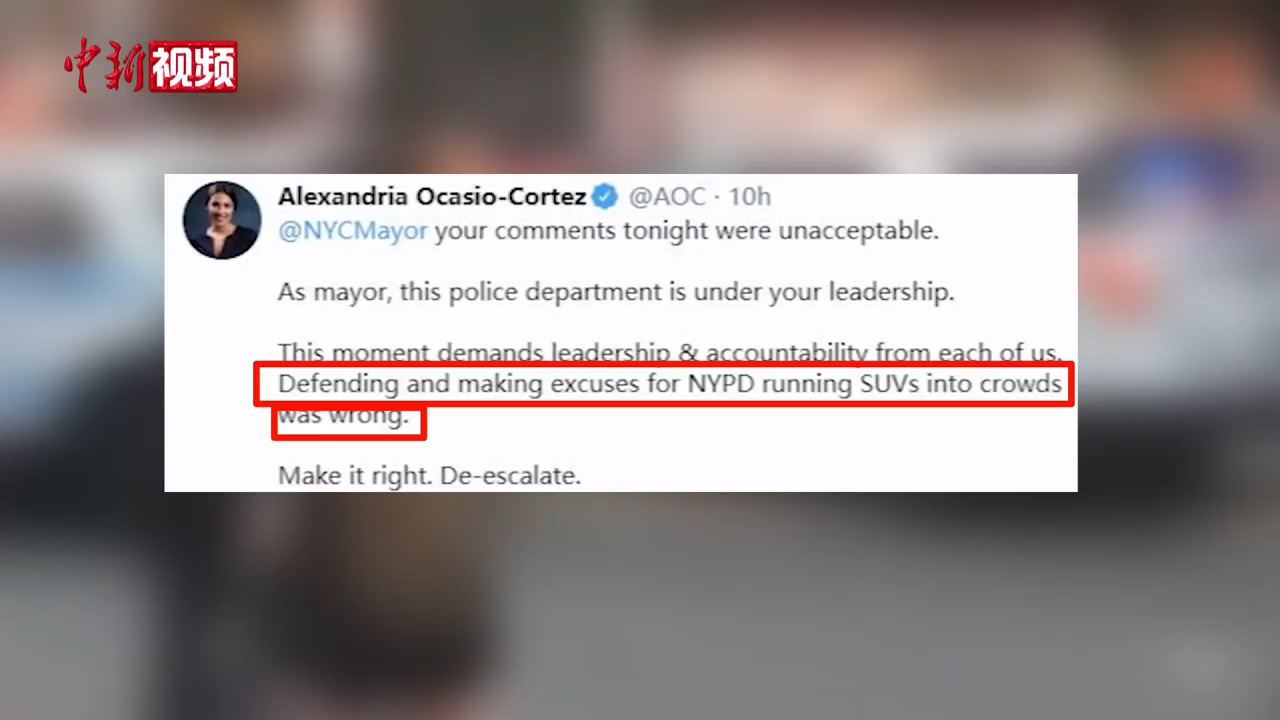 中新视频
Alexandria Ocasio-Cortez @AOC · 10h
@NYCMayor your comments tonight were unacceptable.
As mayor, this police department is under your leadership.
This moment demands leadership & accountability from each of us.
Defending and making excuses for NYPD running SUVs into crowds
was wrong.
Make it right. De-escalate.